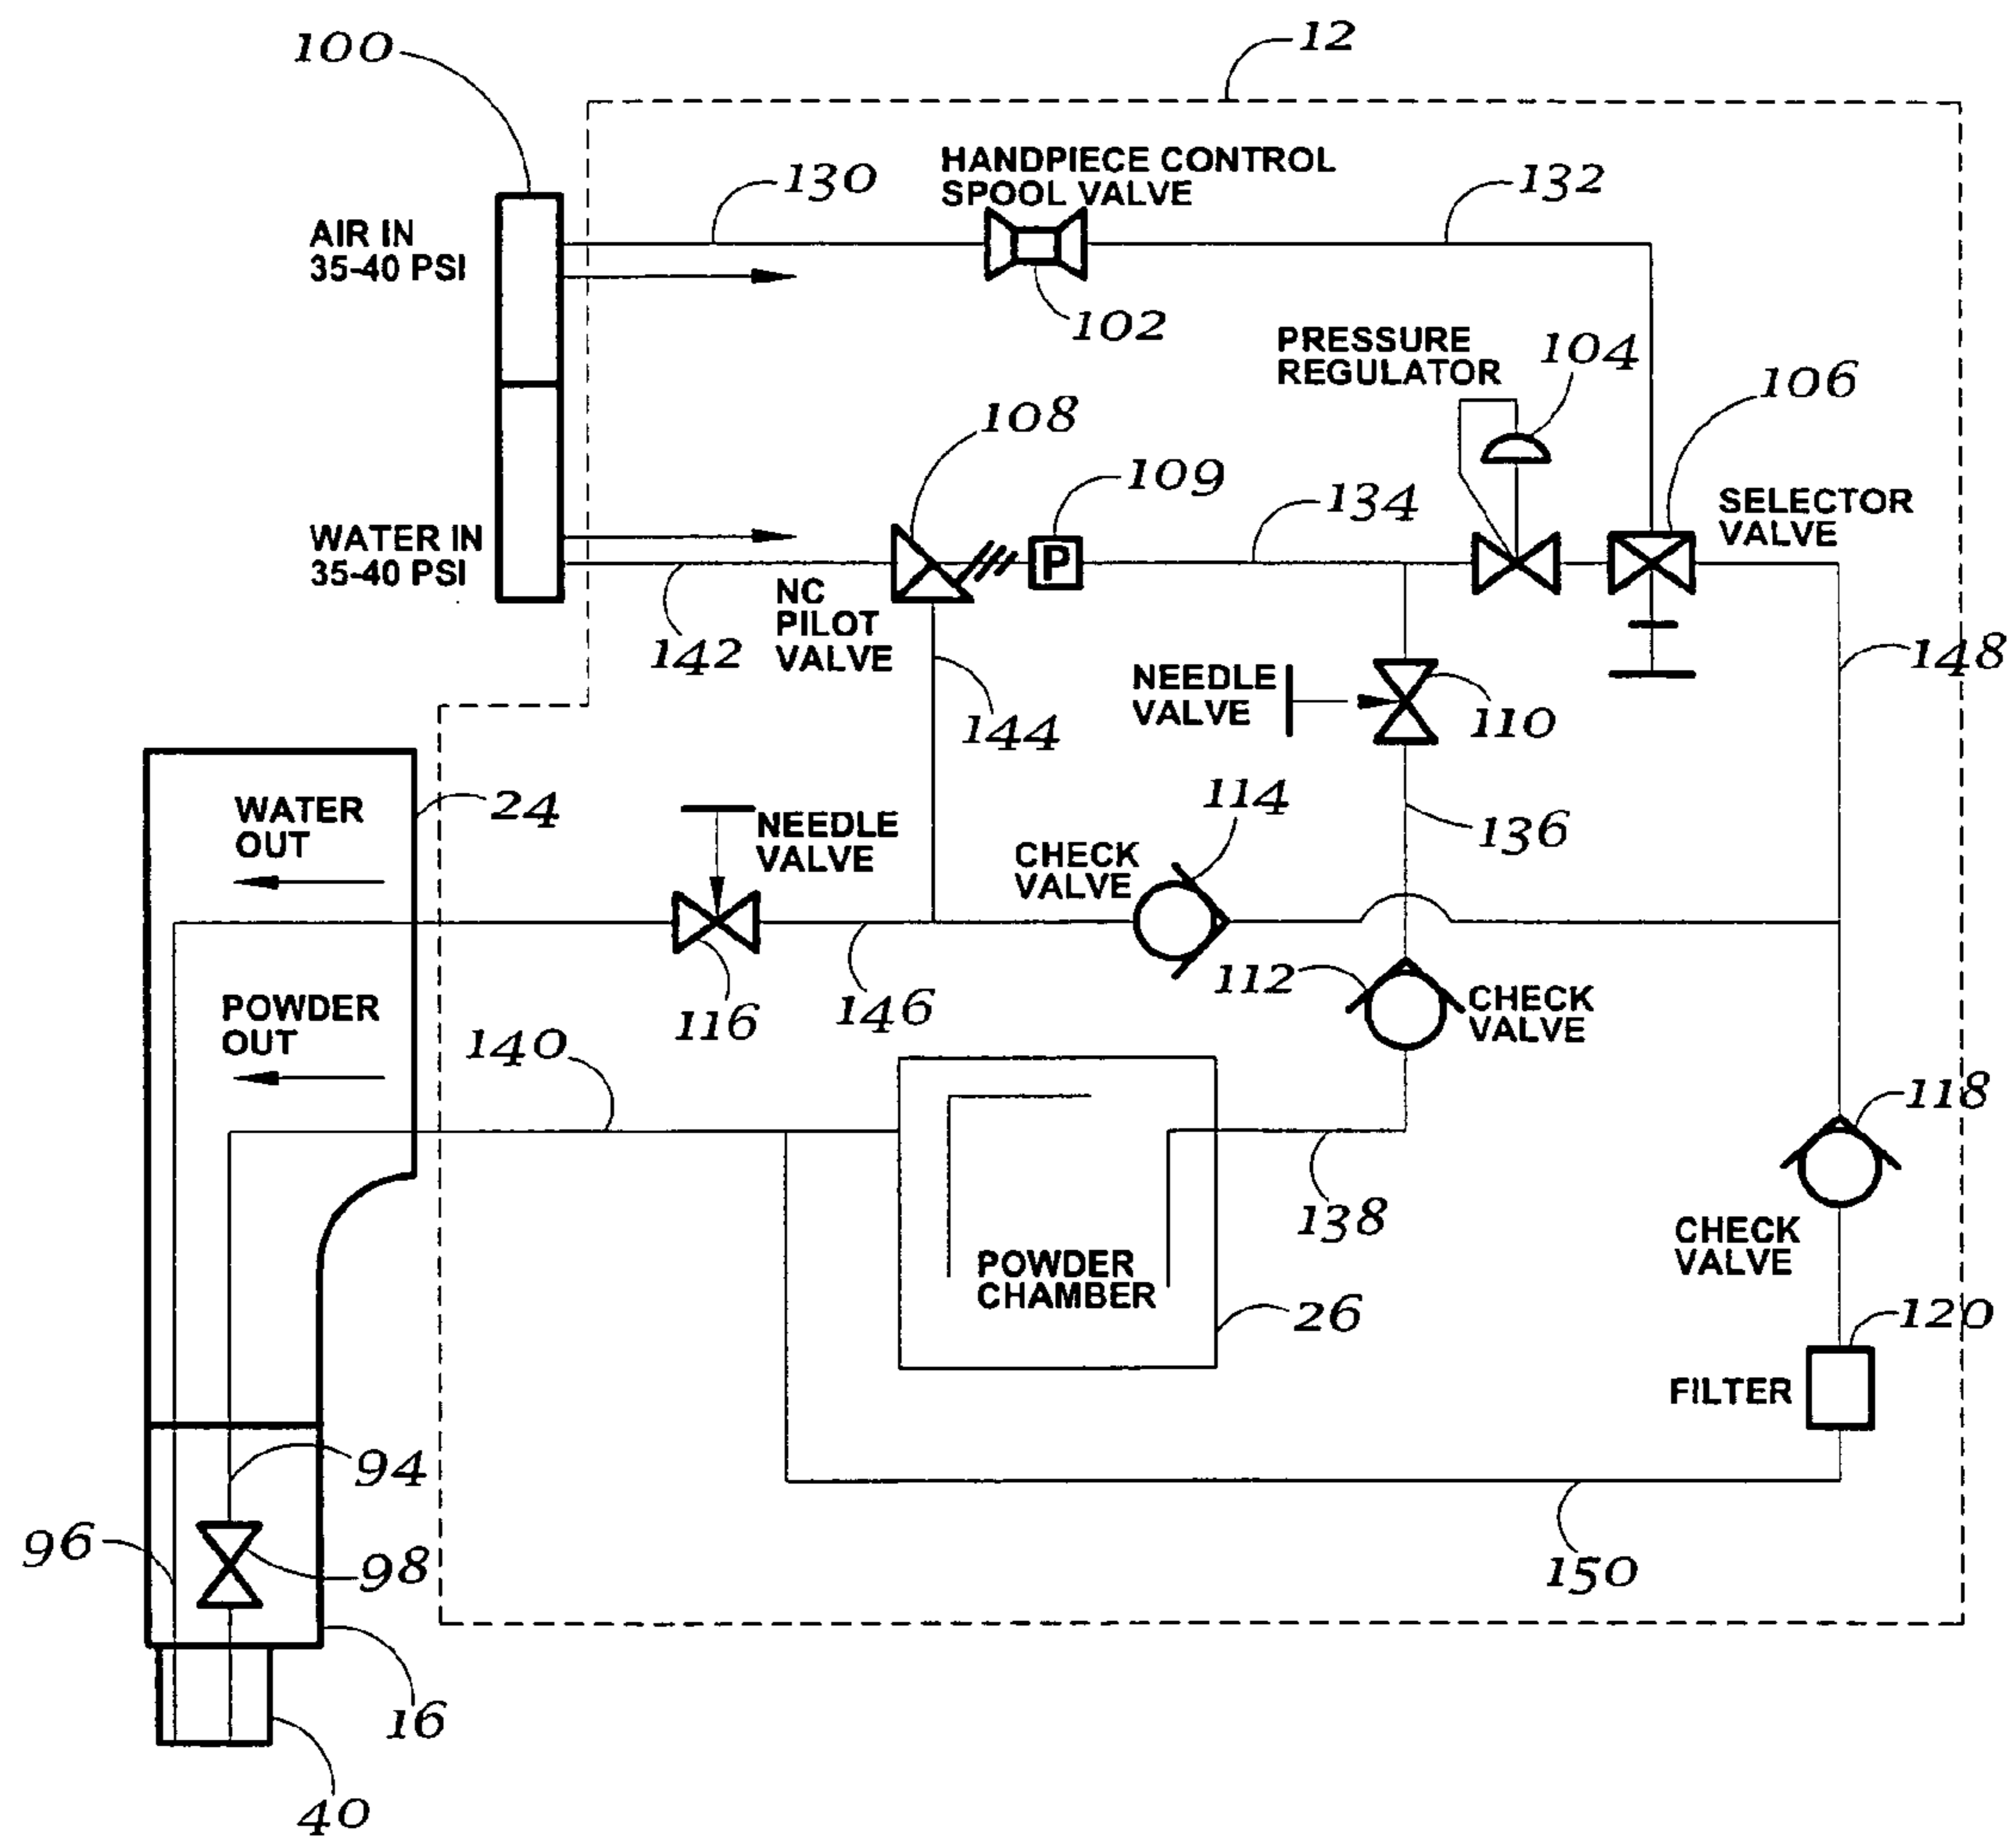 12
100
130
HANDPIECE CONTROL
SPOOL VALVE
132
AIR IN
35-40 PSI
102
PRESSURE
REGULATOR
104
106
108
109
134
SELECTOR
VALVE
WATER IN
35-40 PSI
P
NC
PILOT
VALVE
142
144
NEEDLE
VALVE
110
148
WATER
OUT
24
NEEDLE
VALVE
114
136
CHECK
VALVE
112
CHECK
VALVE
116
146
POWDER
OUT
140
118
138
CHECK
VALVE
POWDER
CHAMBER
26
120
FILTER
94
96
98
150
16
40